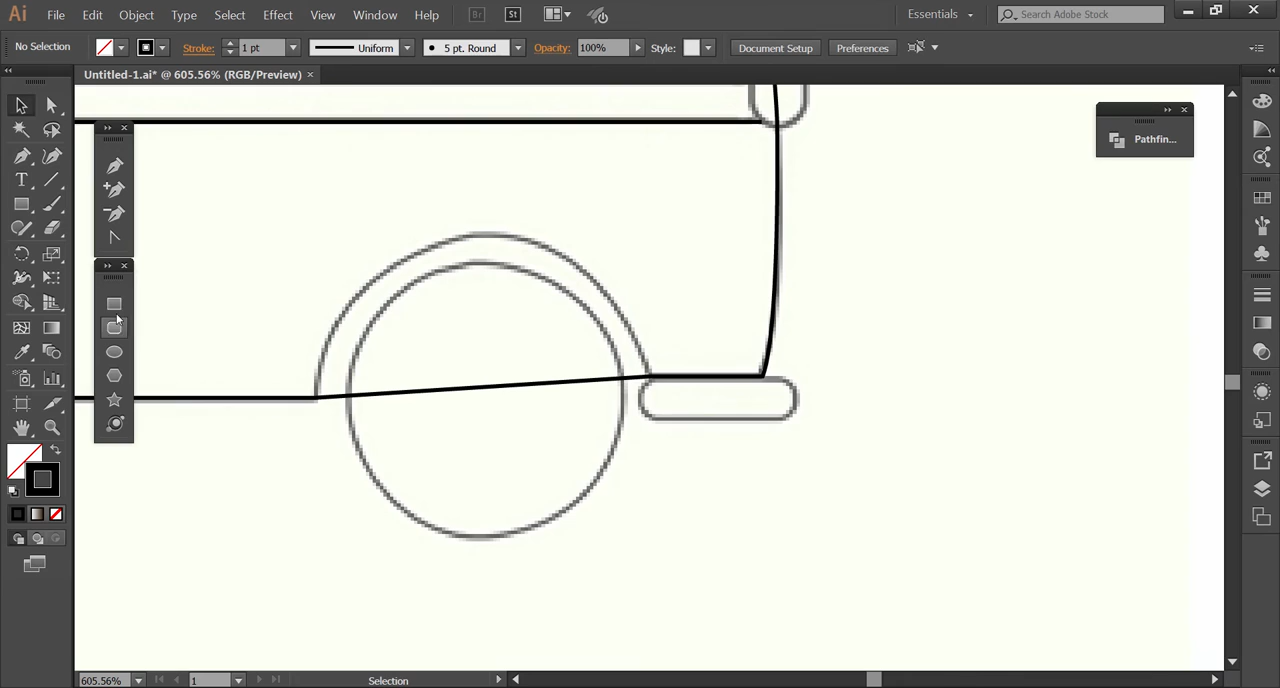 Ai File Edit Object Type Select Effect View Window Help Br St Essentials Search Adobe Stock
No Selection Stroke: 1 pt Uniform 5 pt. Round Opacity: 100% Style: Document Setup Preferences
Untitled-1.ai* @ 605.56% (RGB/Preview)
Pathfin...
T
605.56% 1 Selection